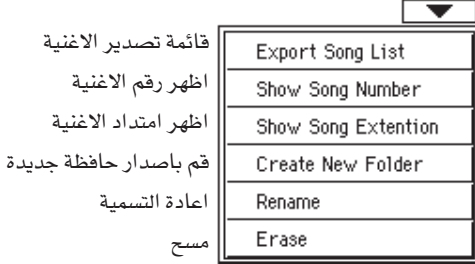 قائمة تصدير الاغنية
Export Song List
اظهر رقم الاغنية
Show Song Number
اظهر امتداد الاغنية
Show Song Extention
قم باصدار حافظة جديدة
Create New Folder
اعادة التسمية
Rename
مسح
Erase